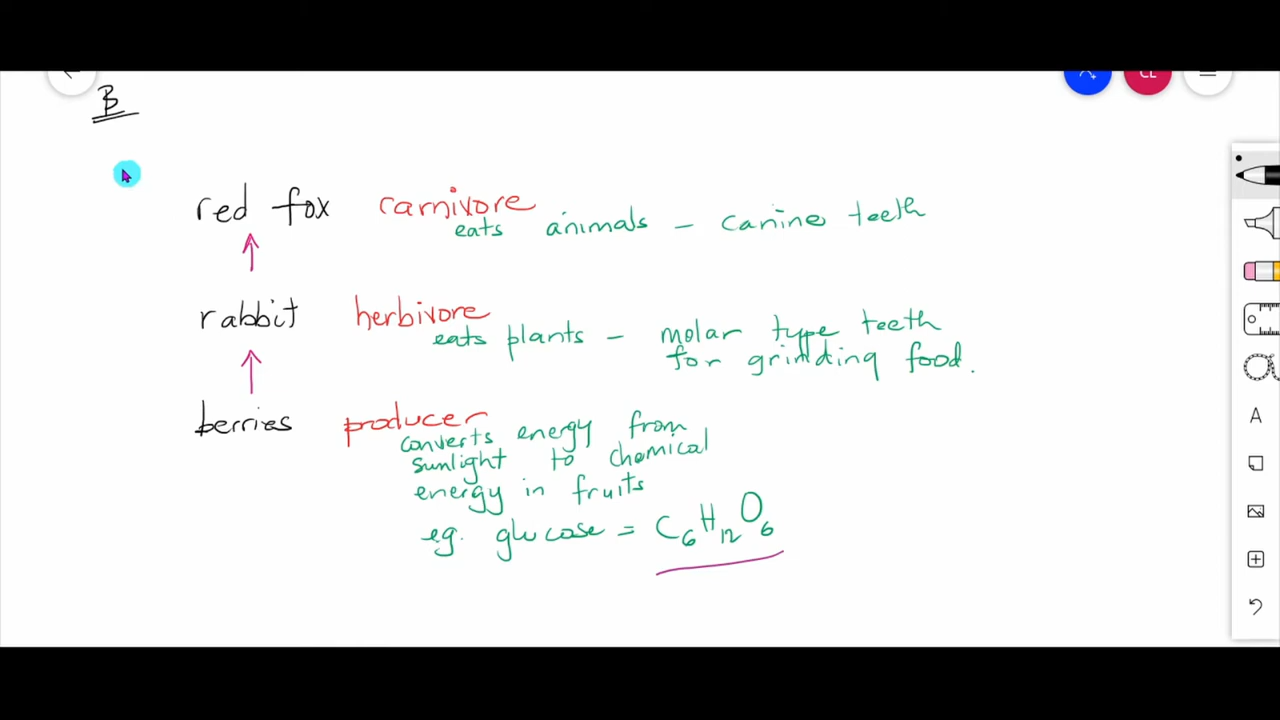 B
red fox carnivore
eats animals - canine teeth
rabbit herbivore
eats plants - molar type teeth
for grinding food.
berries producer
converts energy from
sunlight to chemical
energy in fruits
eg. glucose = C6H12O6
CL
A